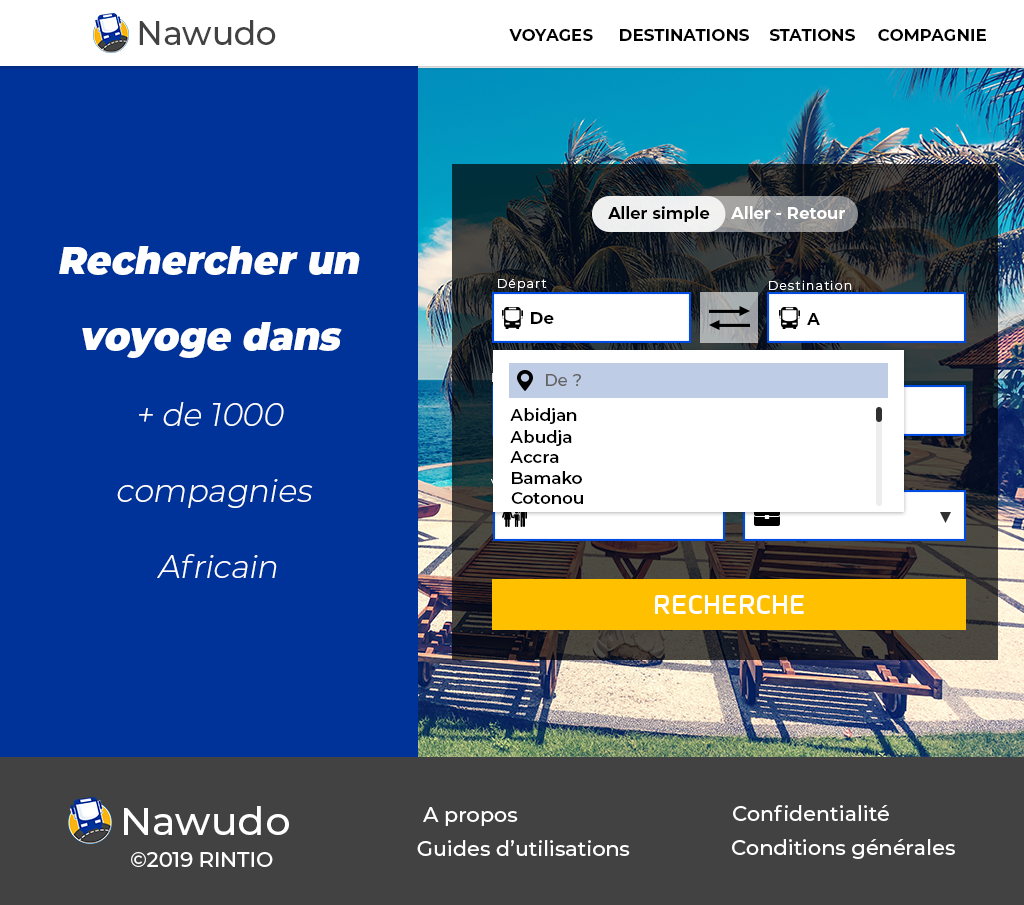 Nawudo
VOYAGES DESTINATIONS STATIONS COMPAGNIE
Rechercher un
voyoge dans
+ de 1000
compagnies
Africain
Aller simple Aller - Retour
Départ Destination
De A
De ?
Abidjan
Abudja
Accra
Bamako
Cotonou
RECHERCHE
Nawudo
©2019 RINTIO
A propos
Guides d’utilisations
Confidentialité
Conditions générales